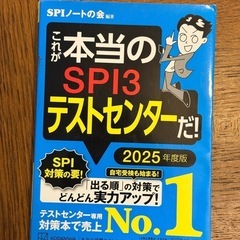 SPIノートの会 編著
これが
本当の
SPI3
テストセンターだ!
2025年度版
自宅受検も始まる!
SPI
対策の要!
「出る順」の対策で
どんどん実力アップ!
テストセンター専用
対策本で売上
No.1